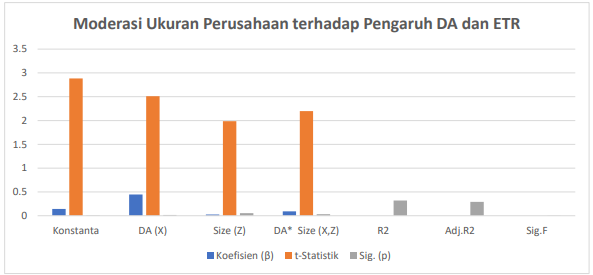 Moderasi Ukuran Perusahaan terhadap Pengaruh DA dan ETR
3.5
3
2.5
2
1.5
1
0.5
0
Konstanta DA (X) Size (Z) DA* Size (X,Z) R2 Adj.R2 Sig.F
Koefisien (β) t-Statistik Sig. (p)